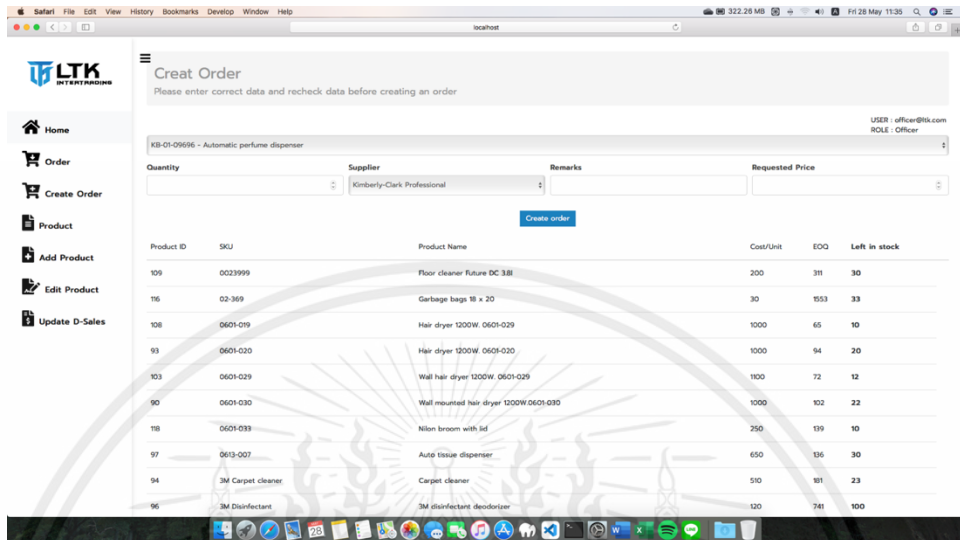 Safari File Edit View History Bookmarks Develop Window Help 322.26 MB Fri 28 May 11:35
localhost
LTK
INTERTRADING
Creat Order
Please enter correct data and recheck data before creating an order
USER : officer@ltk.com
ROLE : Officer
Home
Order
Create Order
Product
Add Product
Edit Product
Update D-Sales
KB-01-09696 - Automatic perfume dispenser
Quantity Supplier Remarks Requested Price
Kimberly-Clark Professional
Create order
Product ID SKU Product Name Cost/Unit EOQ Left in stock
109 0023999 Floor cleaner Future DC 3.8l 200 311 30
116 02-369 Garbage bags 18 x 20 30 1553 33
108 0601-019 Hair dryer 1200W. 0601-029 1000 65 10
93 0601-020 Hair dryer 1200W. 0601-020 1000 94 20
103 0601-029 Wall hair dryer 1200W. 0601-029 1100 72 12
90 0601-030 Wall mounted hair dryer 1200W.0601-030 1000 102 22
118 0601-033 Nilon broom with lid 250 139 10
97 0613-007 Auto tissue dispenser 650 136 30
94 3M Carpet cleaner Carpet cleaner 510 181 23
96 3M Disinfectant 3M disinfectant deodorizer 120 741 100